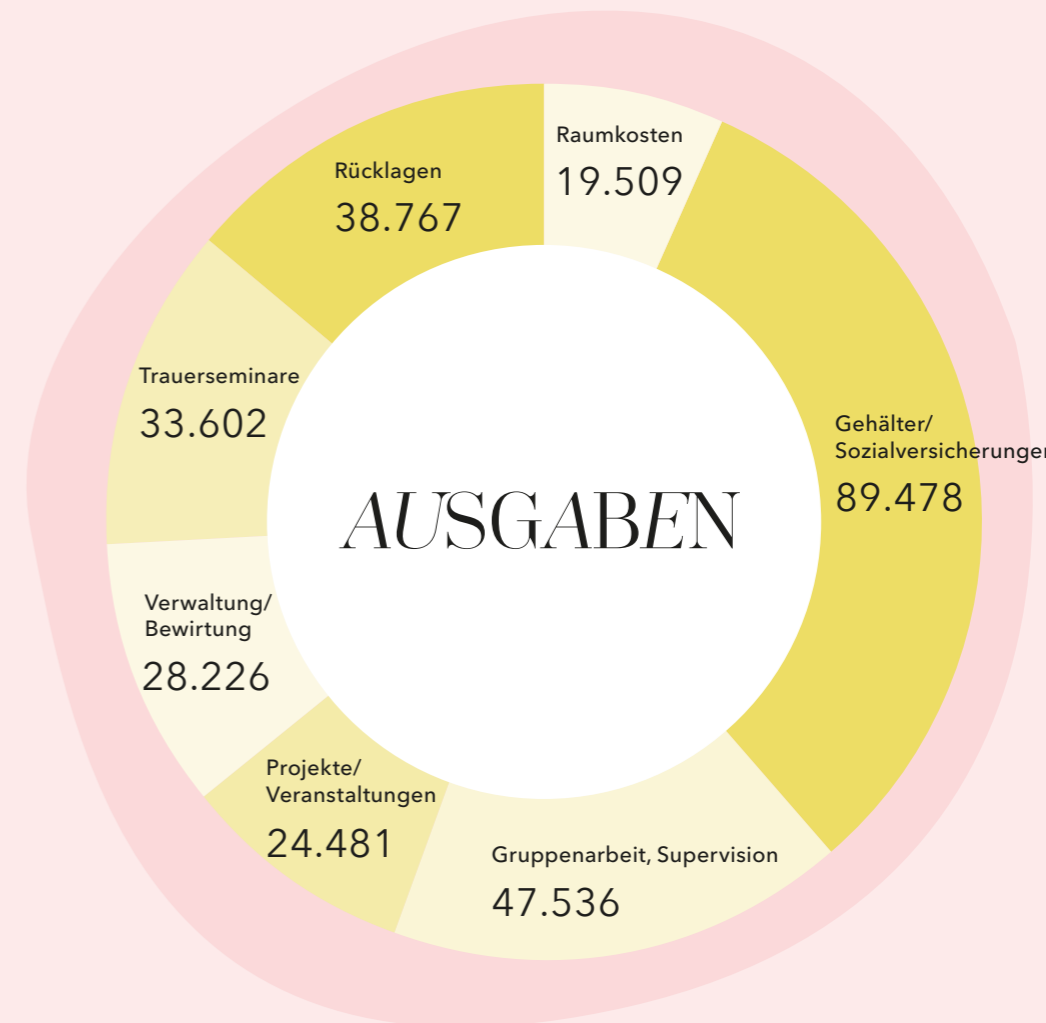 Raumkosten
19.509
Gehälter/
Sozialversicherungen
89.478
Gruppenarbeit, Supervision
47.536
Projekte/
Veranstaltungen
24.481
Verwaltung/
Bewirtung
28.226
Trauerseminare
33.602
Rücklagen
38.767
AUSGABEN